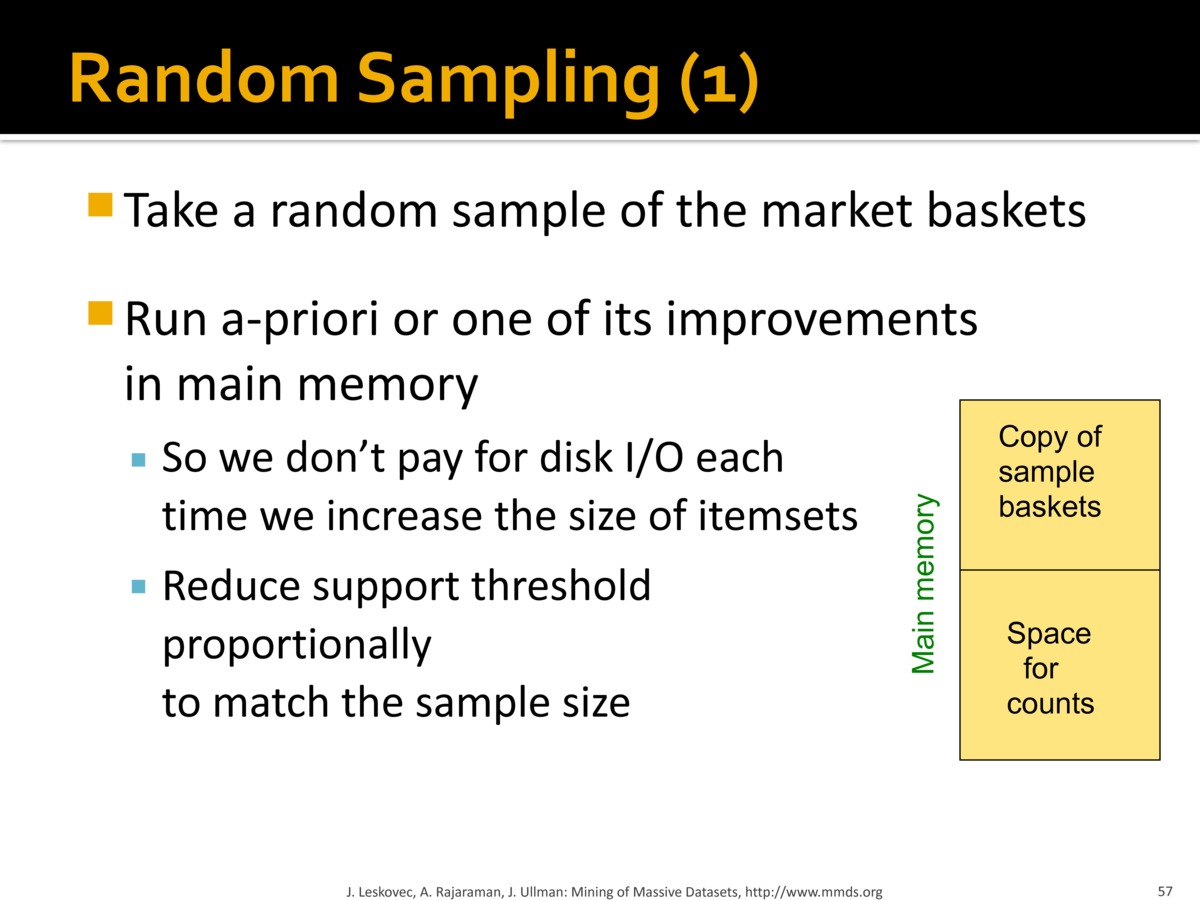 Random Sampling (1)
Take a random sample of the market baskets
Run a-priori or one of its improvements
in main memory
So we don’t pay for disk I/O each
time we increase the size of itemsets
Reduce support threshold
proportionally
to match the sample size
Main memory
Copy of
sample
baskets
Space
for
counts
J. Leskovec, A. Rajaraman, J. Ullman: Mining of Massive Datasets, http://www.mmds.org
57